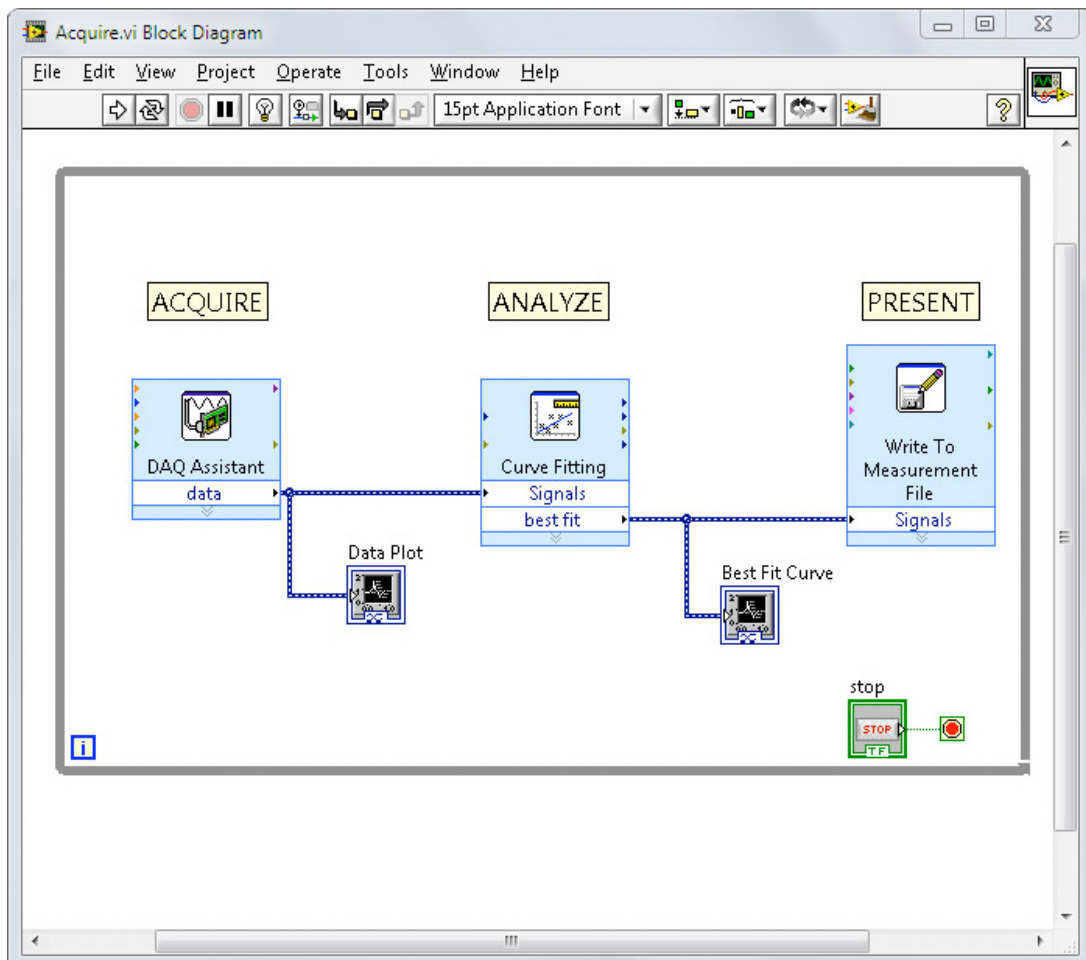 Acquire.vi Block Diagram
File Edit View Project Operate Tools Window Help
15pt Application Font
ACQUIRE
ANALYZE
PRESENT
DAQ Assistant
data
Curve Fitting
Signals
best fit
Write To
Measurement
File
Signals
Data Plot
Best Fit Curve
stop
STOP
TF
i